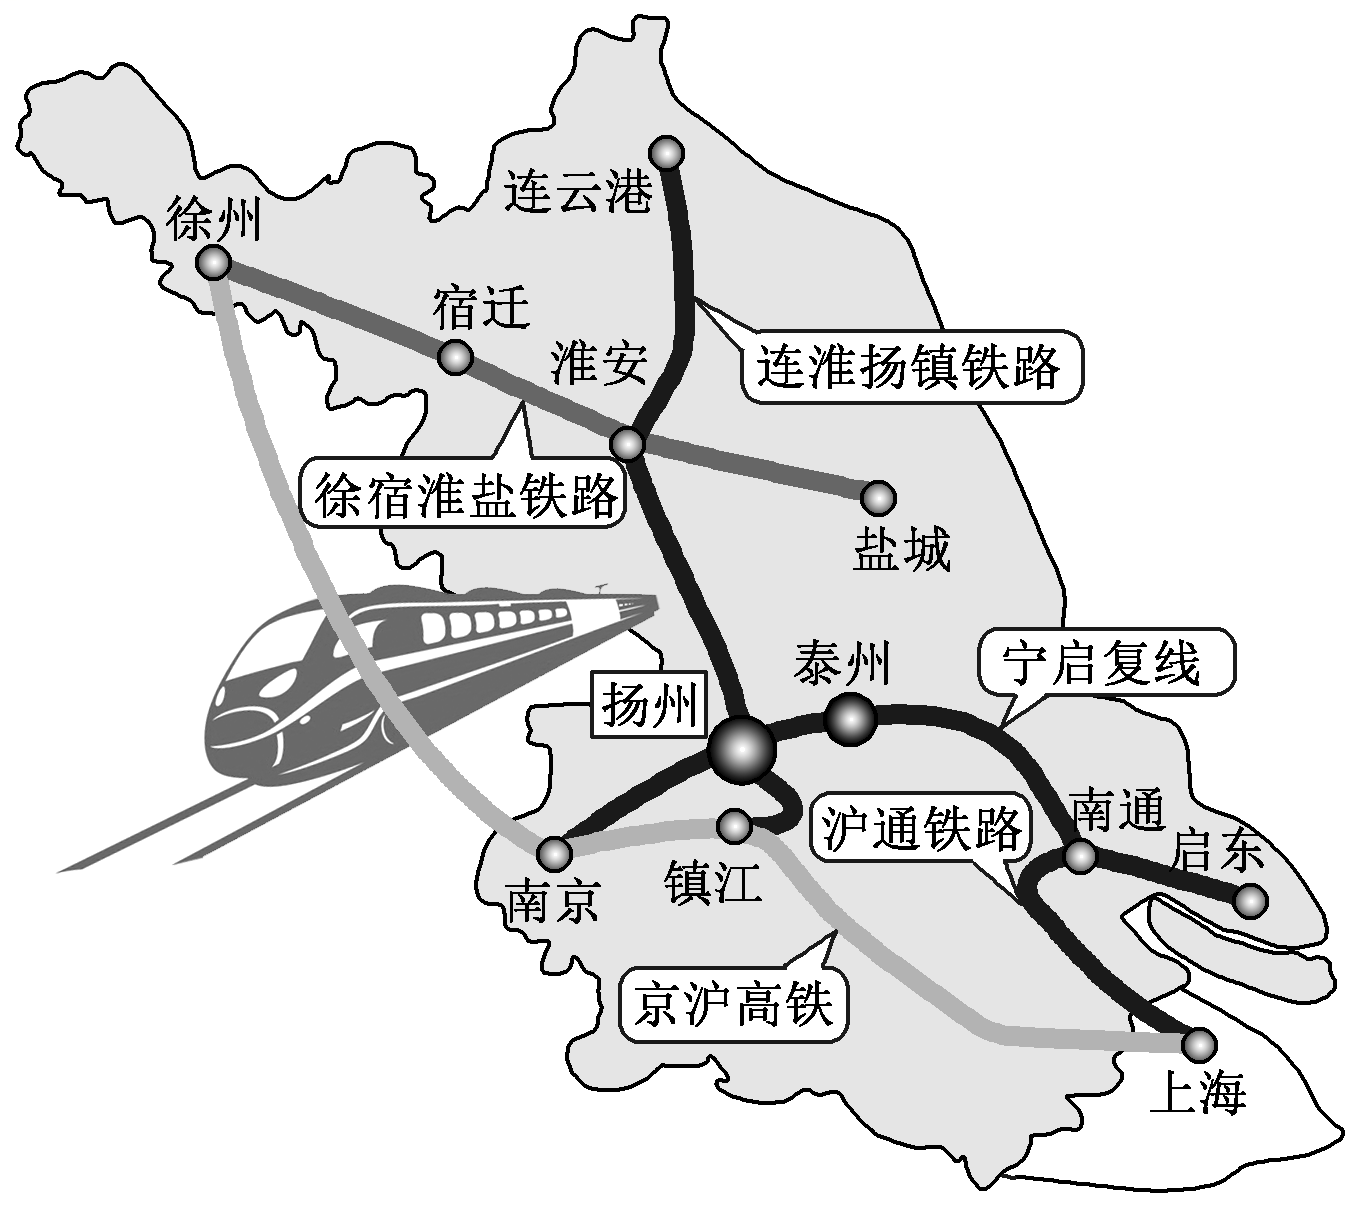 连云港
徐州
宿迁
淮安
连淮扬镇铁路
徐宿淮盐铁路
盐城
泰州
宁启复线
扬州
南通
沪通铁路
启东
镇江
南京
京沪高铁
上海